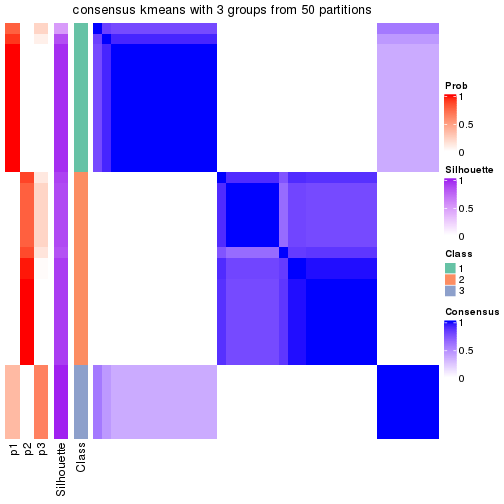 consensus kmeans with 3 groups from 50 partitions
Prob
1
0.5
0
Silhouette
1
0.5
0
Class
1
2
3
Consensus
1
0.5
0
p1
p2
p3
Silhouette
Class